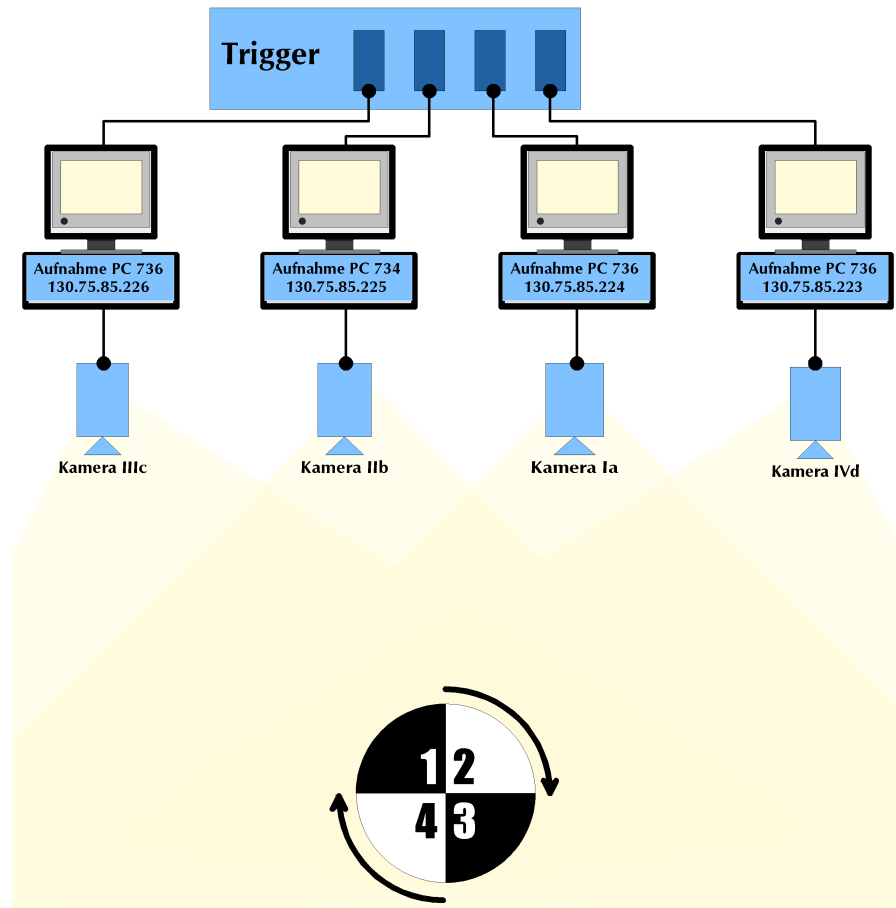 Trigger
Aufnahme PC 736
130.75.85.226
Aufnahme PC 734
130.75.85.225
Aufnahme PC 736
130.75.85.224
Aufnahme PC 736
130.75.85.223
Kamera IIIc
Kamera IIb
Kamera Ia
Kamera IVd
1 2
4 3